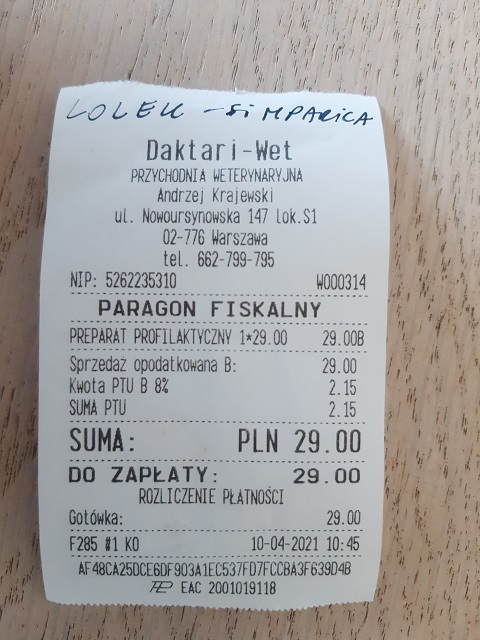 LOLEK - SiMPARICA
Daktari-Wet
PRZYCHODNIA WETERYNARYJNA
Andrzej Krajewski
ul. Nowoursynowska 147 lok.S1
02-776 Warszawa
tel. 662-799-795
NIP: 5262235310 W000314
PARAGON FISKALNY
PREPARAT PROFILAKTYCZNY 1*29.00 29.00B
Sprzedaż opodatkowana B: 29.00
Kwota PTU B 8% 2.15
SUMA PTU 2.15
SUMA: PLN 29.00
DO ZAPŁATY: 29.00
ROZLICZENIE PŁATNOŚCI
Gotówka: 29.00
F285 #1 KO 10-04-2021 10:45
AF48CA25DCE6DF903A1EC537FD7FCCBA3F639D4B
EAC 2001019118